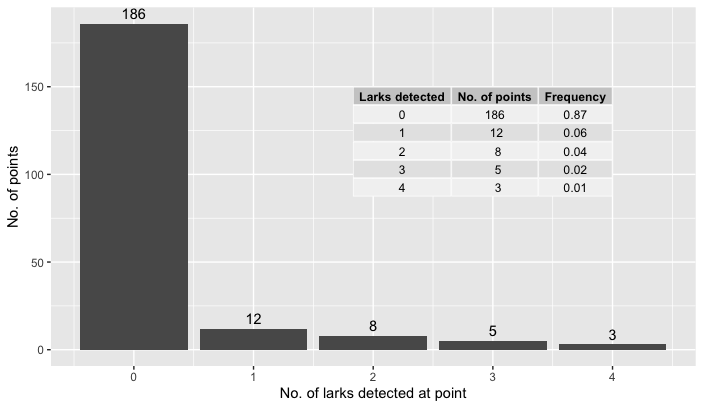 186
150
100
50
0
No. of points
Larks detected No. of points Frequency
0 186 0.87
1 12 0.06
2 8 0.04
3 5 0.02
4 3 0.01
12
8
5
3
0 1 2 3 4
No. of larks detected at point